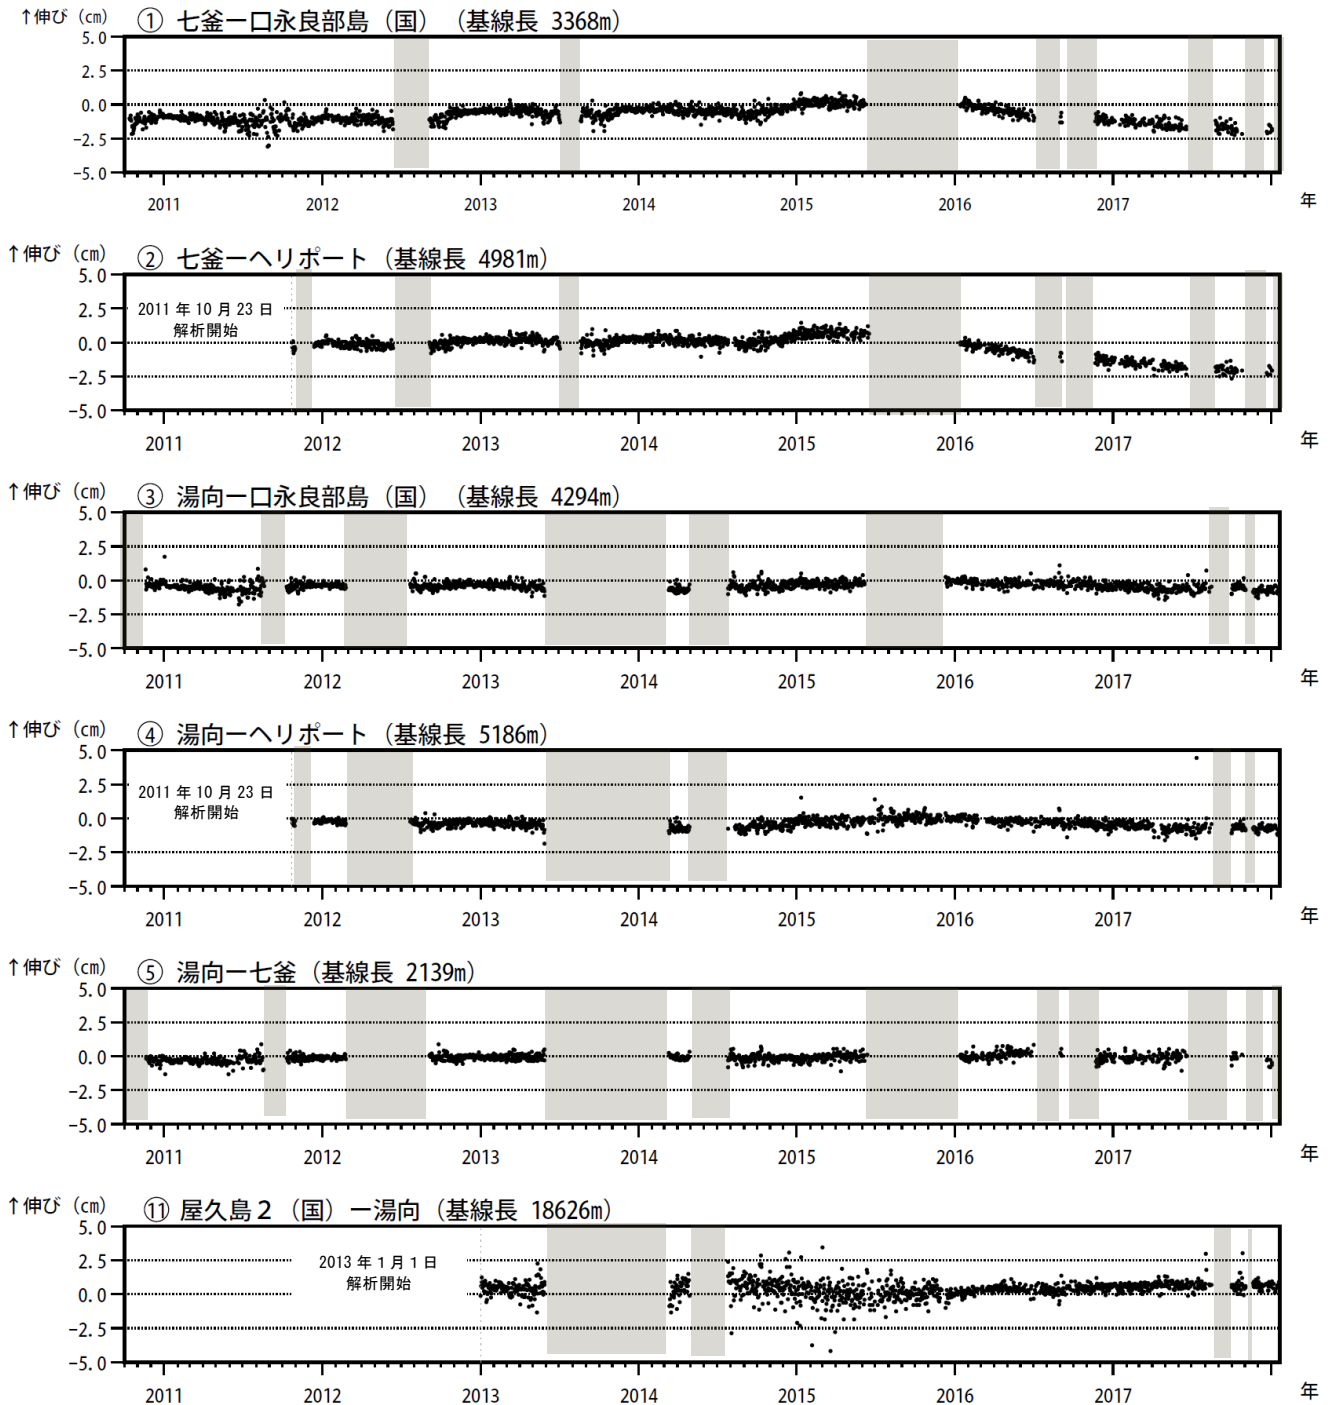 ↑伸び（㎝） ① 七釜ー口永良部島（国）（基線長 3368m）
5.0
2.5
0.0
−2.5
−5.0
2011 2012 2013 2014 2015 2016 2017 年
↑伸び（㎝） ② 七釜ーヘリポート（基線長 4981m）
5.0
2.5
0.0
−2.5
−5.0
2011 年 10 月 23 日
解析開始
2011 2012 2013 2014 2015 2016 2017 年
↑伸び（㎝） ③ 湯向ー口永良部島（国）（基線長 4294m）
5.0
2.5
0.0
−2.5
−5.0
2011 2012 2013 2014 2015 2016 2017 年
↑伸び（㎝） ④ 湯向ーヘリポート（基線長 5186m）
5.0
2.5
0.0
−2.5
−5.0
2011 年 10 月 23 日
解析開始
2011 2012 2013 2014 2015 2016 2017 年
↑伸び（㎝） ⑤ 湯向ー七釜（基線長 2139m）
5.0
2.5
0.0
−2.5
−5.0
2011 2012 2013 2014 2015 2016 2017 年
↑伸び（㎝） ⑪ 屋久島２（国）ー湯向（基線長 18626m）
5.0
2.5
0.0
−2.5
−5.0
2013 年 1 月 1 日
解析開始
2011 2012 2013 2014 2015 2016 2017 年